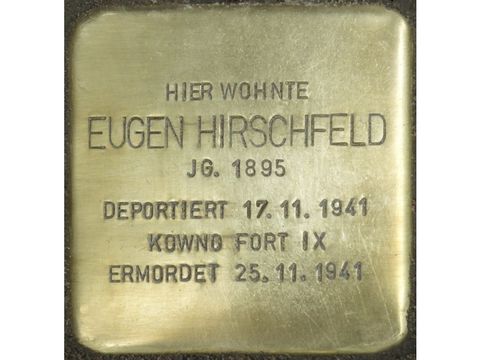 HIER WOHNTE
EUGEN HIRSCHFELD
JG. 1895
DEPORTIERT 17. 11. 1941
KOWNO FORT IX
ERMORDET 25. 11. 1941